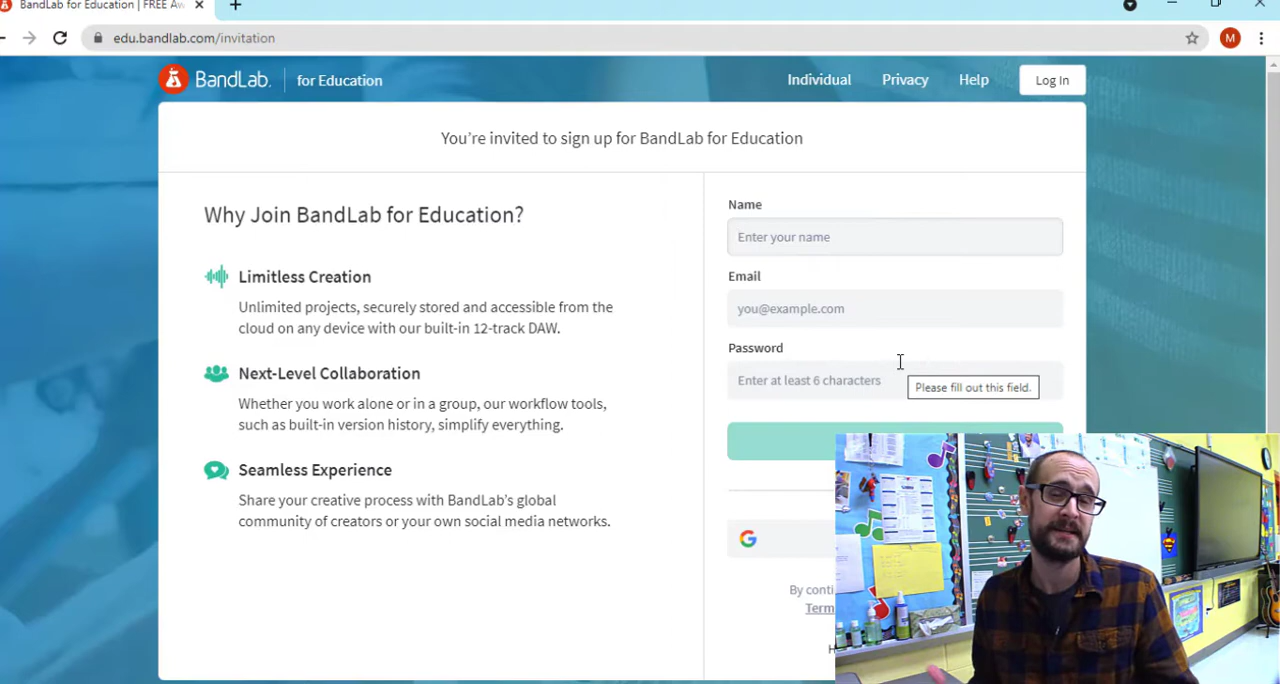 BandLab for Education | FREE Aw
edu.bandlab.com/invitation
M
BandLab. for Education
Individual Privacy Help Log In
You're invited to sign up for BandLab for Education
Why Join BandLab for Education?
Limitless Creation
Unlimited projects, securely stored and accessible from the
cloud on any device with our built-in 12-track DAW.
Next-Level Collaboration
Whether you work alone or in a group, our workflow tools,
such as built-in version history, simplify everything.
Seamless Experience
Share your creative process with BandLab's global
community of creators or your own social media networks.
Name
Enter your name
Email
you@example.com
Password
Enter at least 6 characters
Please fill out this field.
G
By conti
Term